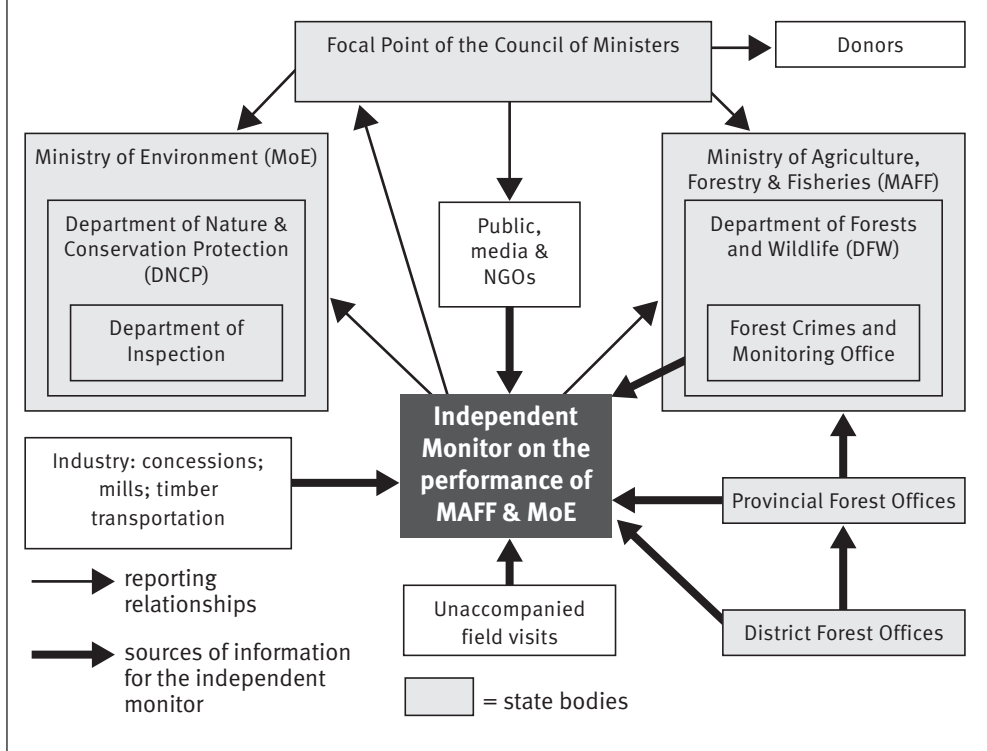 Focal Point of the Council of Ministers
Donors
Ministry of Environment (MoE)
Department of Nature &
Conservation Protection
(DNCP)
Department of
Inspection
Public,
media &
NGOs
Ministry of Agriculture,
Forestry & Fisheries (MAFF)
Department of Forests
and Wildlife (DFW)
Forest Crimes and
Monitoring Office
Independent
Monitor on the
performance of
MAFF & MoE
Industry: concessions;
mills; timber
transportation
Provincial Forest Offices
Unaccompanied
field visits
District Forest Offices
reporting
relationships
sources of information
for the independent
monitor
= state bodies